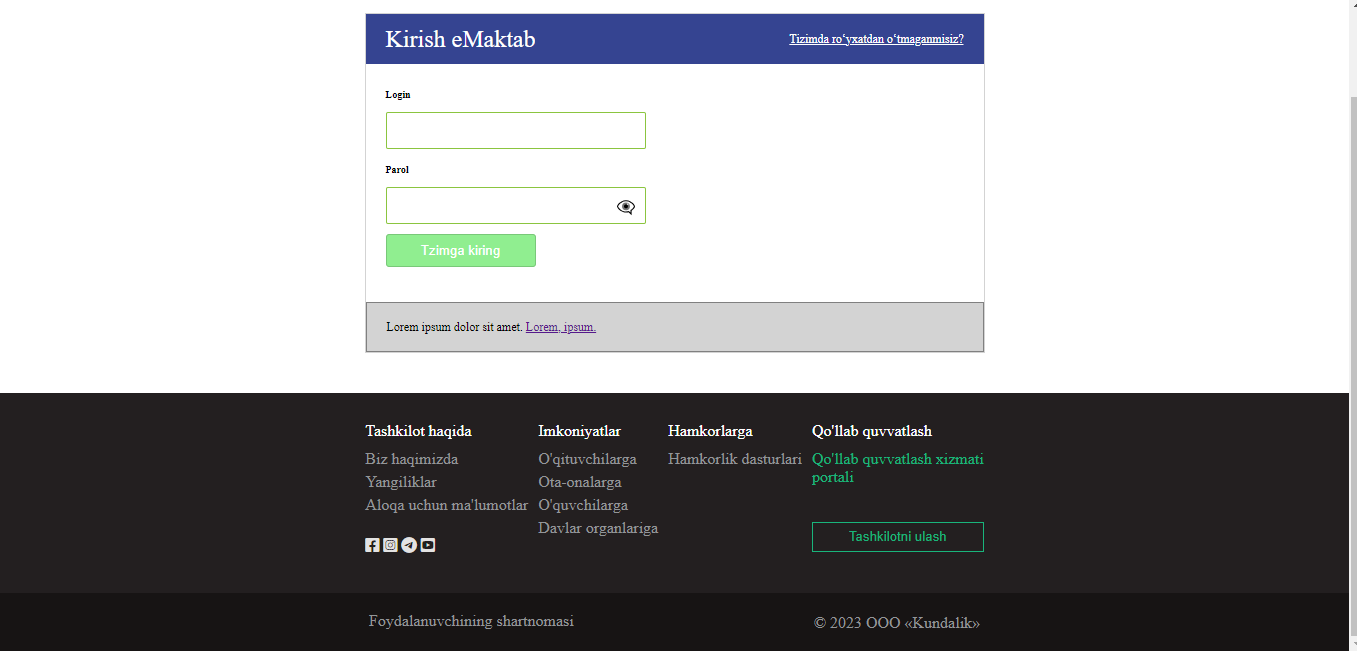 Kirish eMaktab
Tizimda ro‘yxatdan o‘tmaganmisiz?
Login
Parol
Tzimga kiring
Lorem ipsum dolor sit amet. Lorem, ipsum.
Tashkilot haqida
Biz haqimizda
Yangiliklar
Aloqa uchun ma'lumotlar
Imkoniyatlar
O'qituvchilarga
Ota-onalarga
O'quvchilarga
Davlar organlariga
Hamkorlarga
Hamkorlik dasturlari
Qo'llab quvvatlash
Qo'llab quvvatlash xizmati
portali
Tashkilotni ulash
Foydalanuvchining shartnomasi
© 2023 OOO «Kundalik»